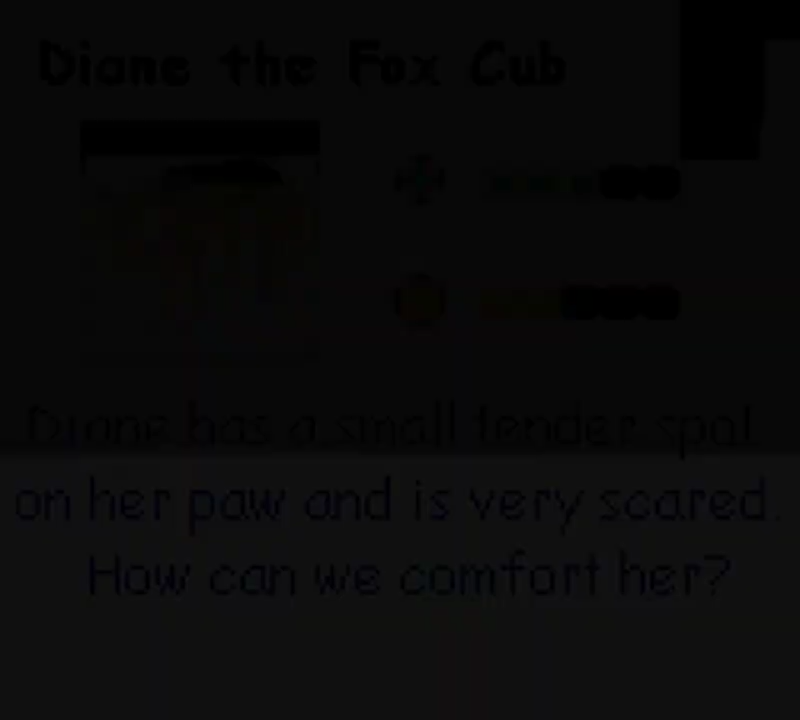 Diane the Fox Cub
Diane has a small tender spot
on her paw and is very scared.
How can we comfort her?